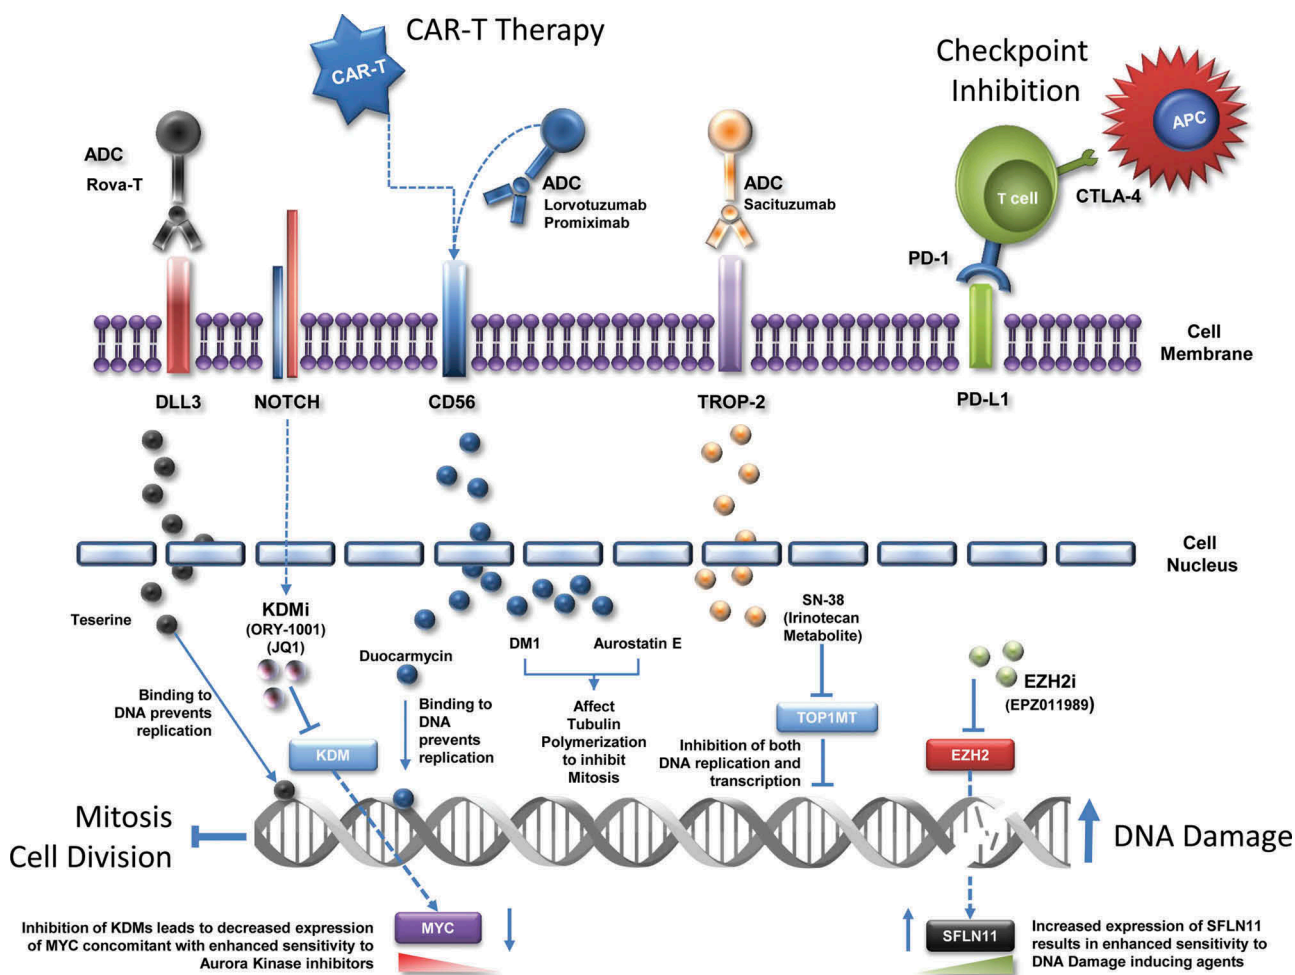 CAR-T Therapy
CAR-T
Checkpoint
Inhibition
APC
T cell
CTLA-4
PD-1
ADC
Rova-T
ADC
Lorvotuzumab
Promiximab
ADC
Sacituzumab
Cell
Membrane
DLL3
NOTCH
CD56
TROP-2
PD-L1
Cell
Nucleus
Teserine
KDMi
(ORY-1001)
(JQ1)
Duocarmycin
DM1
Aurostatin E
SN-38
(Irinotecan
Metabolite)
EZH2i
(EPZ011989)
Binding to
DNA prevents
replication
KDM
Binding to
DNA
prevents
replication
Affect
Tubulin
Polymerization
to inhibit
Mitosis
TOP1MT
Inhibition of both
DNA replication and
transcription
EZH2
Mitosis
Cell Division
DNA Damage
Inhibition of KDMs leads to decreased expression
of MYC concomitant with enhanced sensitivity to
Aurora Kinase inhibitors
MYC
SFLN11
Increased expression of SFLN11
results in enhanced sensitivity to
DNA Damage inducing agents